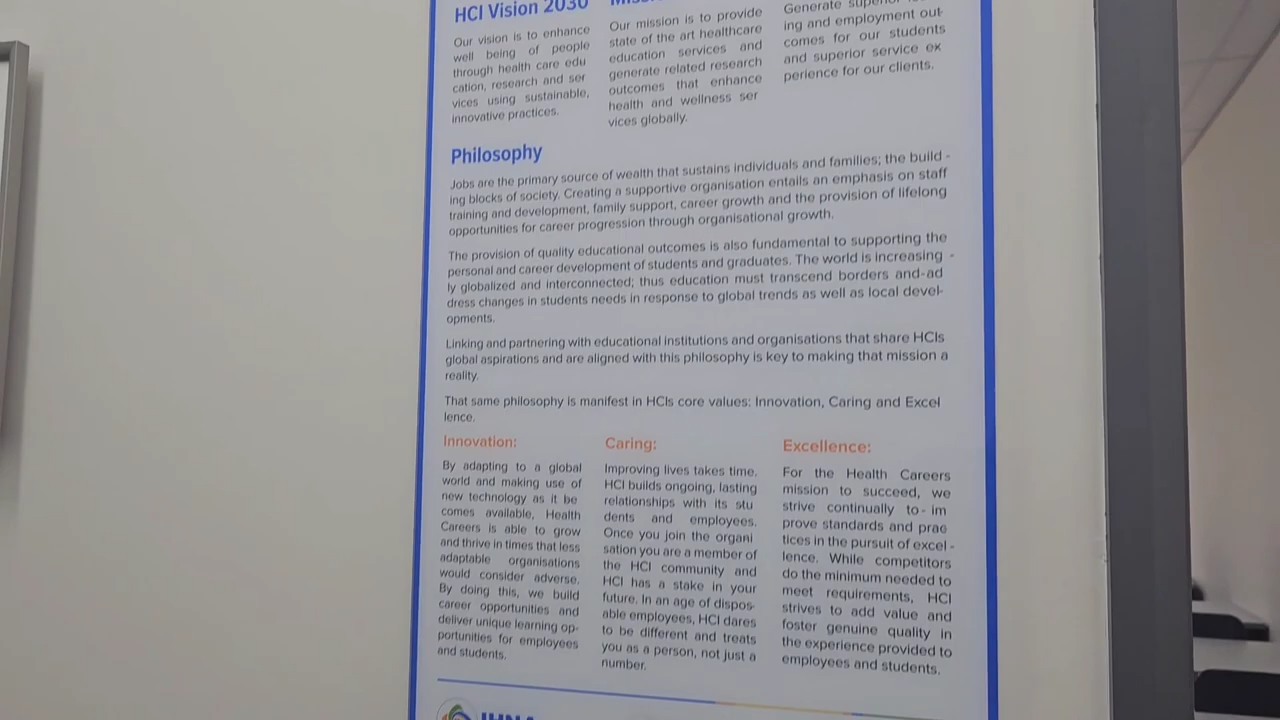 HCI Vision 2030
Our vision is to enhance
well being of people
through health care edu
cation, research and ser
vices using sustainable,
innovative practices.
Our mission is to provide
state of the art healthcare
education services and
generate related research
outcomes that enhance
health and wellness ser
vices globally.
Generate superior
ing and employment out-
comes for our students
and superior service ex
perience for our clients.
Philosophy
Jobs are the primary source of wealth that sustains individuals and families; the build -
ing blocks of society. Creating a supportive organisation entails an emphasis on staff
training and development, family support, career growth and the provision of lifelong
opportunities for career progression through organisational growth.
The provision of quality educational outcomes is also fundamental to supporting the
personal and career development of students and graduates. The world is increasing -
ly globalized and interconnected; thus education must transcend borders and-ad
dress changes in students needs in response to global trends as well as local devel-
opments.
Linking and partnering with educational institutions and organisations that share HCIs
global aspirations and are aligned with this philosophy is key to making that mission a
reality.
That same philosophy is manifest in HCIs core values: Innovation, Caring and Excel
lence.
Innovation:
By adapting to a global
world and making use of
new technology as it be
comes available, Health
Careers is able to grow
and thrive in times that less
adaptable organisations
would consider adverse.
By doing this, we build
career opportunities and
deliver unique learning op-
portunities for employees
and students.
Caring:
Improving lives takes time.
HCI builds ongoing, lasting
relationships with its stu
dents and employees.
Once you join the organi
sation you are a member of
the HCI community and
HCI has a stake in your
future. In an age of dispos-
able employees, HCI dares
to be different and treats
you as a person, not just a
number.
Excellence:
For the Health Careers
mission to succeed, we
strive continually to- im
prove standards and prac
tices in the pursuit of excel -
lence. While competitors
do the minimum needed to
meet requirements, HCI
strives to add value and
foster genuine quality in
the experience provided to
employees and students.
IHNA